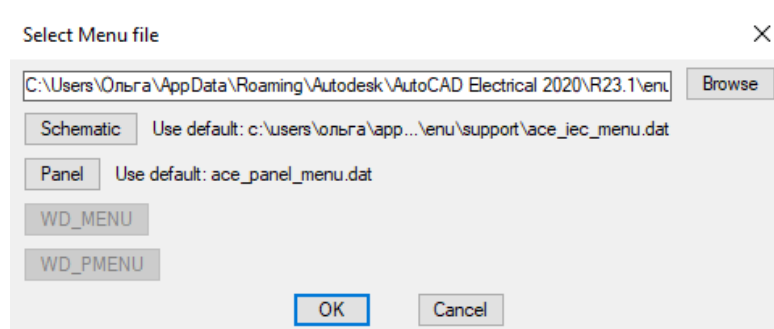 Select Menu file
C:\Users\Ольга\AppData\Roaming\Autodesk\AutoCAD Electrical 2020\R23.1\enu Browse
Schematic Use default: c:\users\ольга\app...\enu\support\ace_iec_menu.dat
Panel Use default: ace_panel_menu.dat
WD_MENU
WD_PMENU
OK Cancel